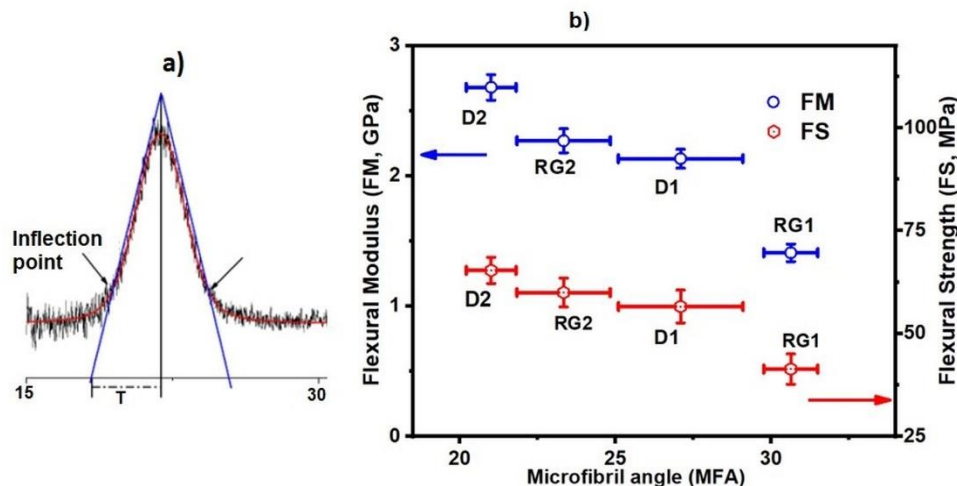 a)
Inflection
point
15
T
30
b)
Flexural Modulus (FM, GPa)
3
2
1
0
FM
FS
D2
RG2
D1
RG1
D2
RG2
D1
RG1
20
25
30
Microfibril angle (MFA)
100
75
50
25
Flexural Strength (FS, MPa)